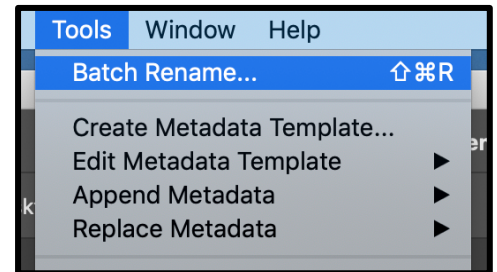 Tools Window Help
Batch Rename... ⇧⌘R
Create Metadata Template...
Edit Metadata Template ▶
Append Metadata ▶
Replace Metadata ▶